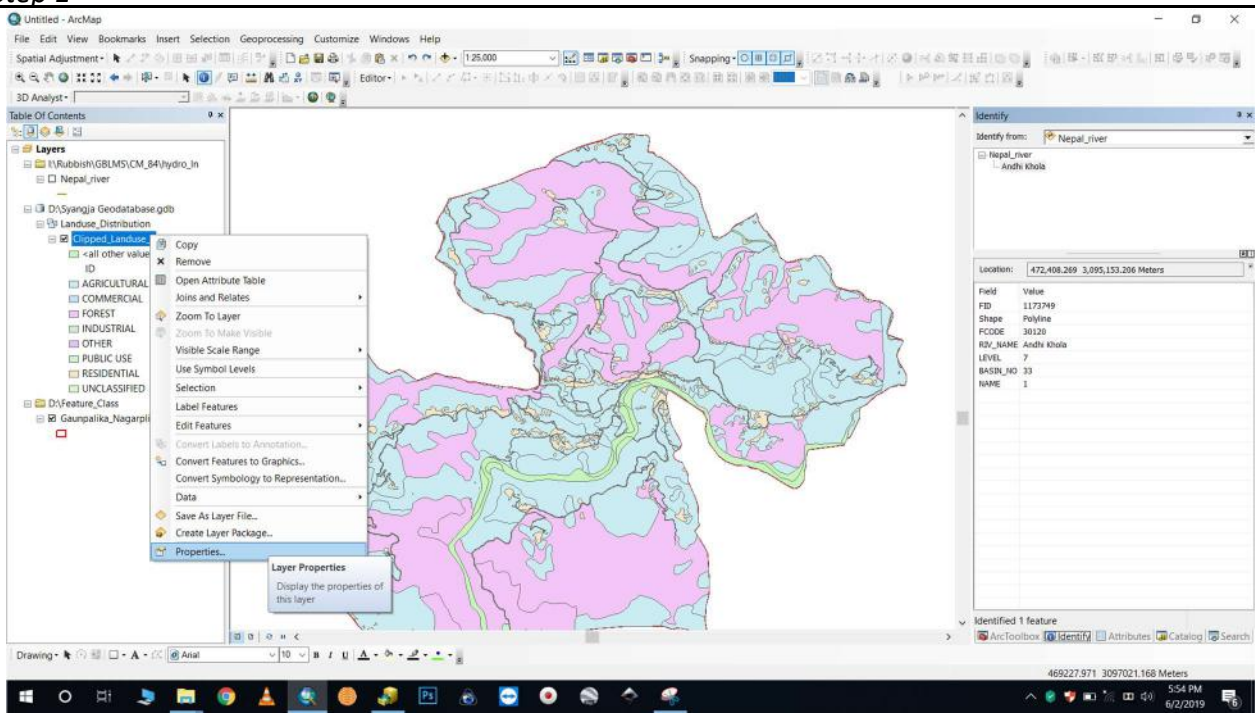 Untitled - ArcMap
File Edit View Bookmarks Insert Selection Geoprocessing Customize Windows Help
Spatial Adjustment
1:25,000
Snapping
Editor
3D Analyst
Table Of Contents
Layers
I:\Rubbish\GBLMS\CM_84\hydro_ln
Nepal_river
D:\Syangja Geodatabase.gdb
Landuse_Distribution
Clipped_Landuse_
<all other value
ID
AGRICULTURAL
COMMERCIAL
FOREST
INDUSTRIAL
OTHER
PUBLIC USE
RESIDENTIAL
UNCLASSIFIED
D:\Feature_Class
Gaunpalika_Nagarpli
Copy
Remove
Open Attribute Table
Joins and Relates
Zoom To Layer
Zoom To Make Visible
Visible Scale Range
Use Symbol Levels
Selection
Label Features
Edit Features
Convert Labels to Annotation...
Convert Features to Graphics...
Convert Symbology to Representation...
Data
Save As Layer File...
Create Layer Package...
Properties...
Layer Properties
Display the properties of
this layer
Identify
Identify from: Nepal_river
Nepal_river
Andhi Khola
Location: 472,408.269 3,095,153.206 Meters
Field Value
FID 1173749
Shape Polyline
FCODE 30120
RIV_NAME Andhi Khola
LEVEL 7
BASIN_NO 33
NAME 1
Identified 1 feature
ArcToolbox Identify Attributes Catalog Search
Drawing A Arial 10 B I U A
469227.971 3097021.168 Meters
Ps
5:54 PM
6/2/2019
6